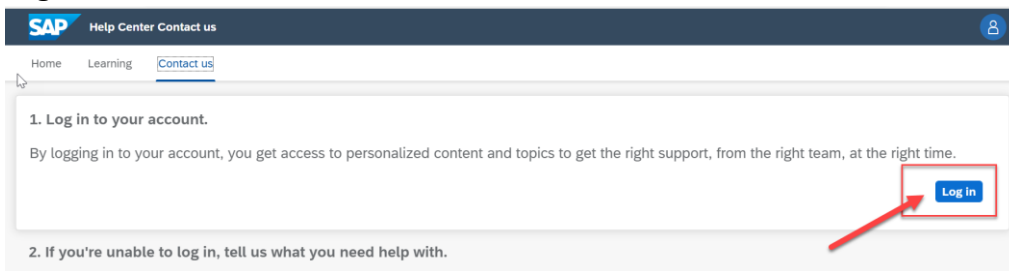 SAP Help Center Contact us
Home Learning Contact us
1. Log in to your account.
By logging in to your account, you get access to personalized content and topics to get the right support, from the right team, at the right time.
Log in
2. If you're unable to log in, tell us what you need help with.